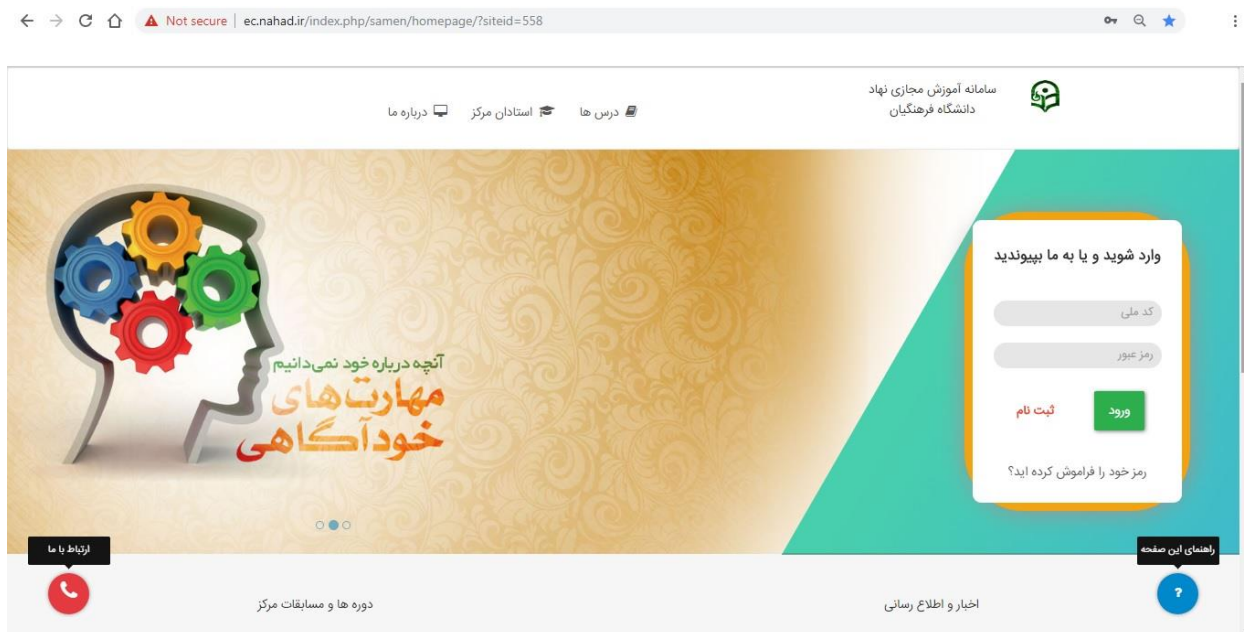 Not secure | ec.nahad.ir/index.php/samen/homepage/?siteid=558
سامانه آموزش مجازی نهاد
دانشگاه فرهنگیان
درس ها
استادان مرکز
درباره ما
وارد شوید و یا به ما بپیوندید
کد ملی
رمز عبور
ورود
ثبت نام
رمز خود را فراموش کرده اید؟
آنچه درباره خود نمی‌دانیم
مهارت‌های
خودآگاهی
راهنمای این صفحه
?
ارتباط با ما
اخبار و اطلاع رسانی
دوره ها و مسابقات مرکز